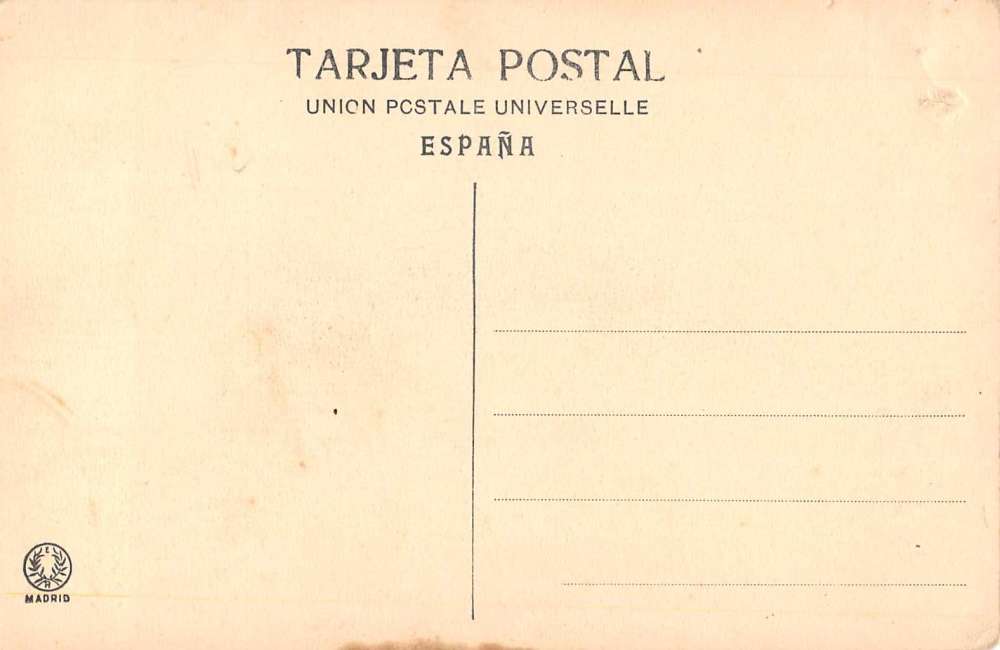 TARJETA POSTAL
UNION POSTALE UNIVERSELLE
ESPAÑA
E
R
MADRID